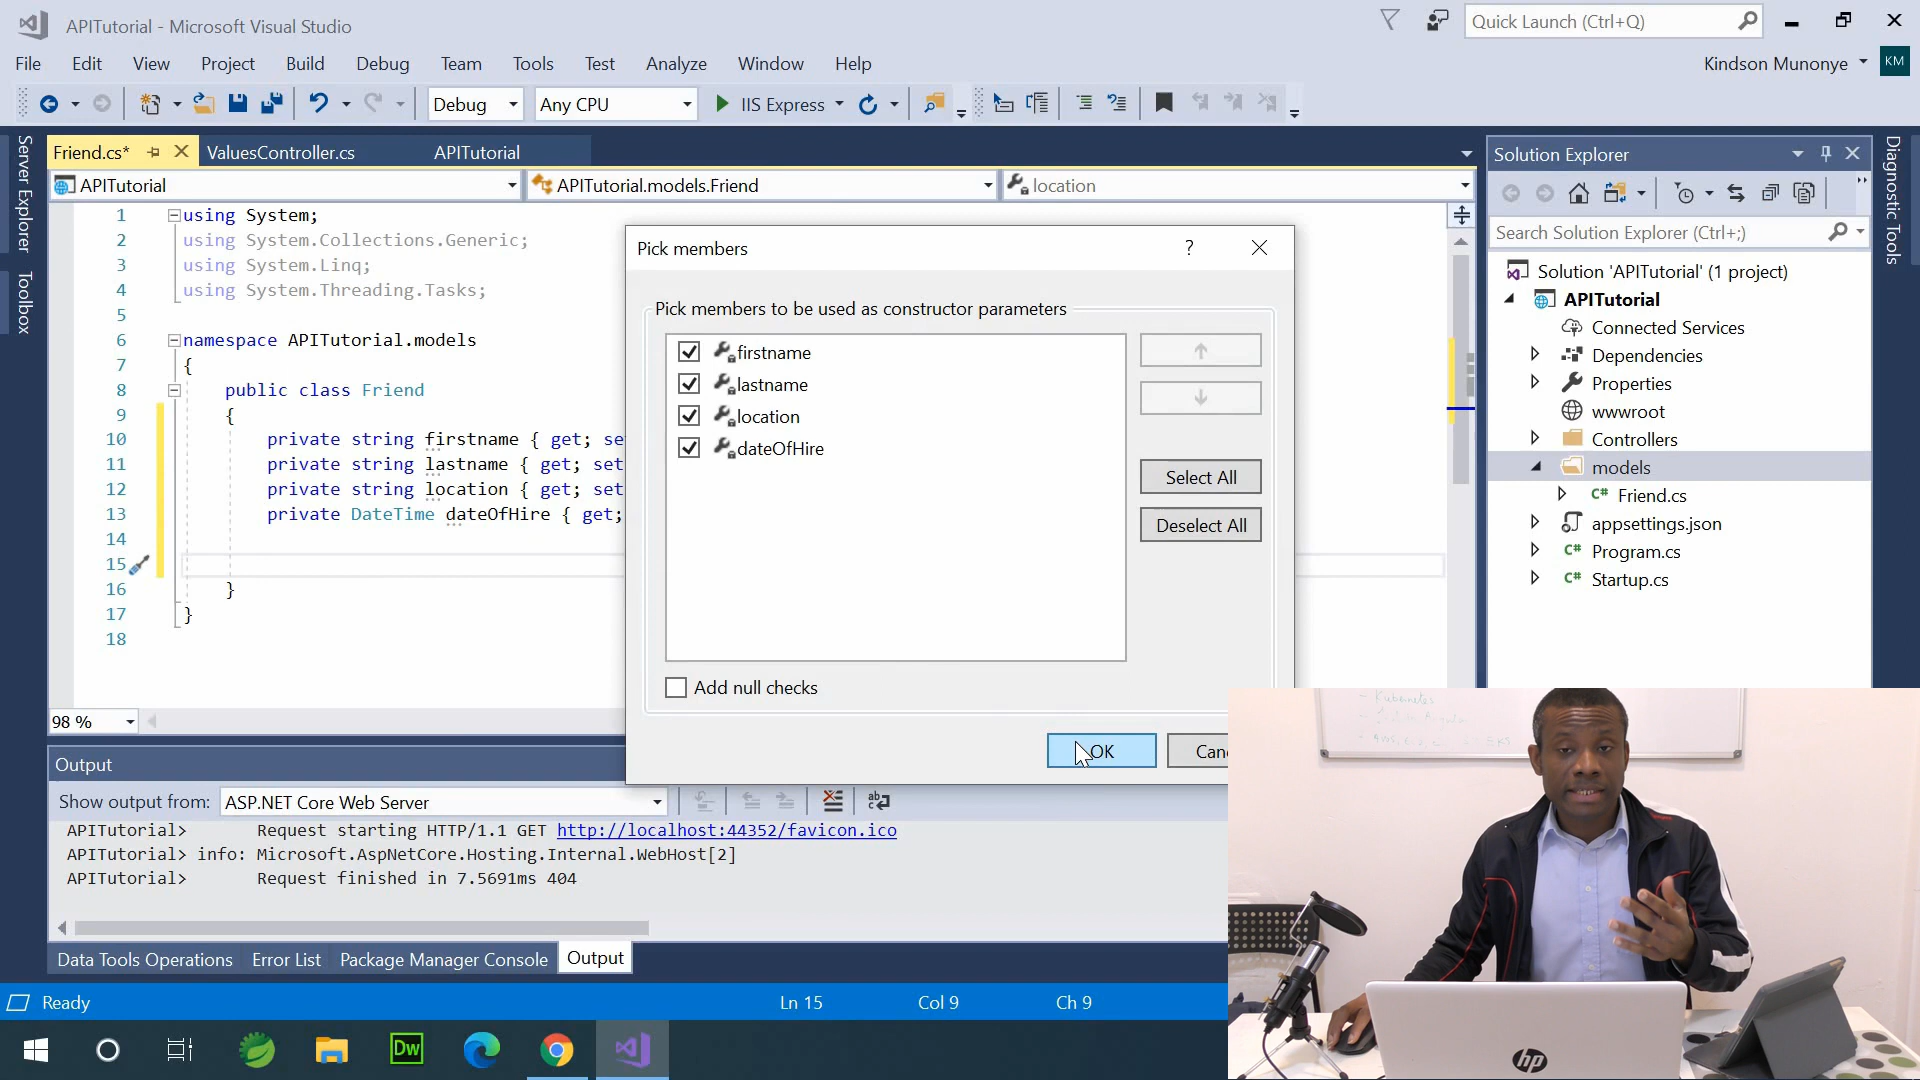 APITutorial - Microsoft Visual Studio
Quick Launch (Ctrl+Q)
File Edit View Project Build Debug Team Tools Test Analyze Window Help
Kindson Munonye KM
Debug Any CPU IIS Express
Friend.cs* ValuesController.cs APITutorial
APITutorial APITutorial.models.Friend location
Server Explorer
Toolbox
1 using System;
2 using System.Collections.Generic;
3 using System.Linq;
4 using System.Threading.Tasks;
5
6 namespace APITutorial.models
7 {
8 public class Friend
9 {
10 private string firstname { get; se
11 private string lastname { get; set
12 private string location { get; set
13 private DateTime dateOfHire { get;
14
15
16 }
17 }
18
98 %
Pick members
?
Pick members to be used as constructor parameters
firstname
lastname
location
dateOfHire
Select All
Deselect All
Add null checks
OK
Canc
Solution Explorer
Search Solution Explorer (Ctrl+;)
Solution 'APITutorial' (1 project)
APITutorial
Connected Services
Dependencies
Properties
wwwroot
Controllers
models
C# Friend.cs
appsettings.json
C# Program.cs
C# Startup.cs
Diagnostic Tools
Output
Show output from: ASP.NET Core Web Server
APITutorial> Request starting HTTP/1.1 GET http://localhost:44352/favicon.ico
APITutorial> info: Microsoft.AspNetCore.Hosting.Internal.WebHost[2]
APITutorial> Request finished in 7.5691ms 404
Data Tools Operations Error List Package Manager Console Output
Ready Ln 15 Col 9 Ch 9
Dw
Kubernetes
hp